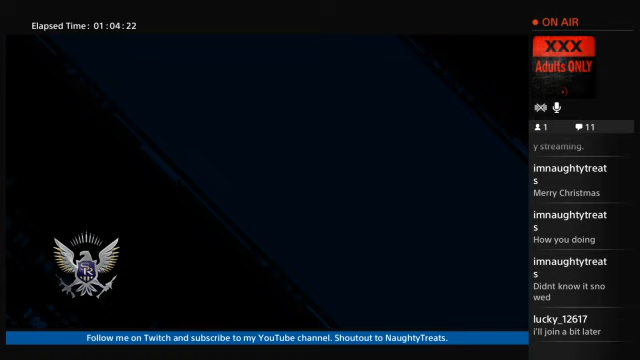 Elapsed Time: 01:04:22
ON AIR
XXX
Adults ONLY
1
11
y streaming.
imnaughtytreat
s
Merry Christmas
imnaughtytreat
s
How you doing
imnaughtytreat
s
Didnt know it sno
wed
lucky_12617
i'll join a bit later
SR
Follow me on Twitch and subscribe to my YouTube channel. Shoutout to NaughtyTreats.